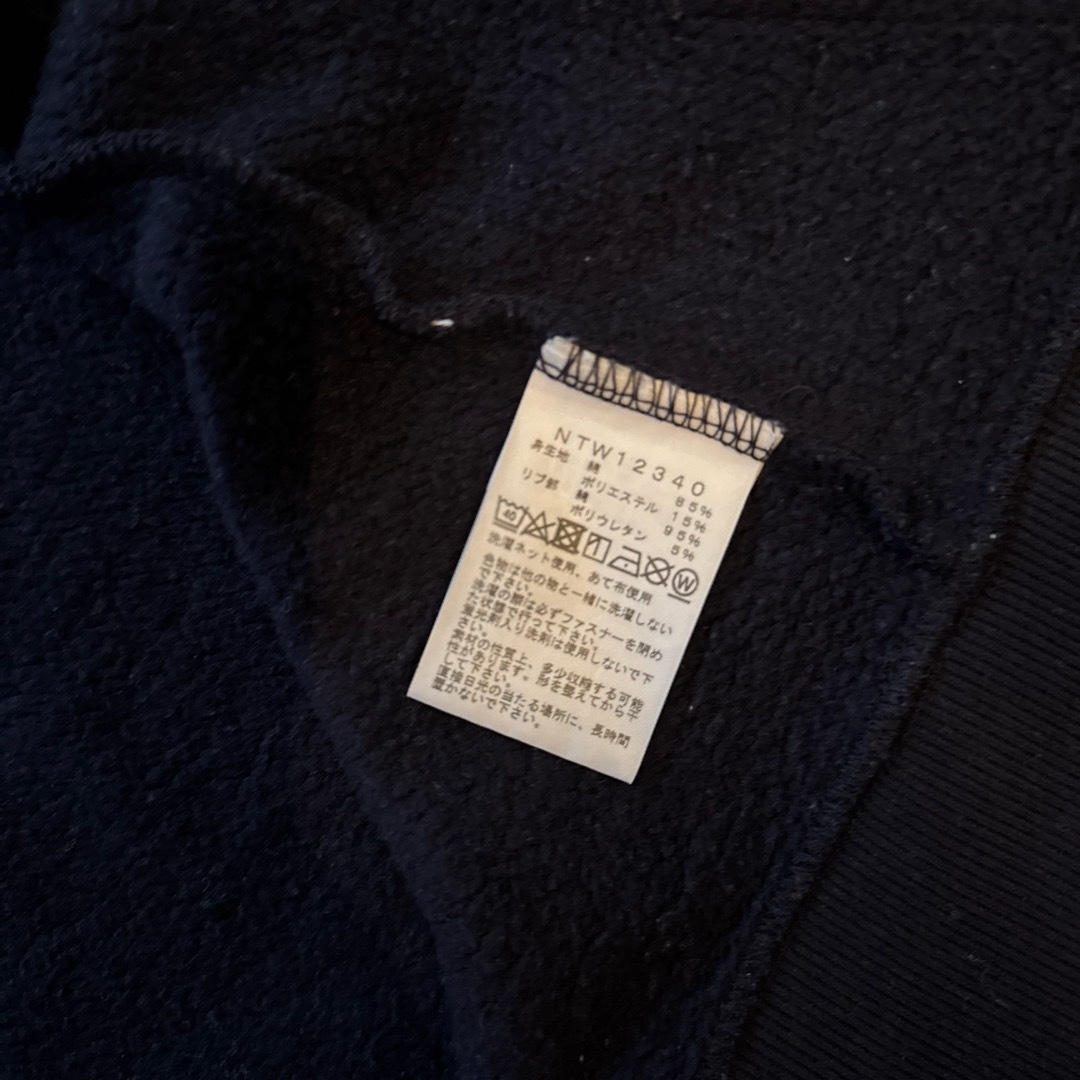 NTW12340
身生地 綿 85%
ポリエステル 15%
リブ部 綿 95%
ポリウレタン 5%
40 W
洗濯ネット使用、あて布使用
色物は他の物と一緒に洗濯しない
で下さい。
洗濯の際は必ずファスナーを閉め
た状態で行って下さい。
蛍光剤入り洗剤は使用しないで下
さい。
素材の性質上、多少収縮する可能
性があります。形を整えてから干
して下さい。
直接日光の当たる場所に、長時間
置かないで下さい。